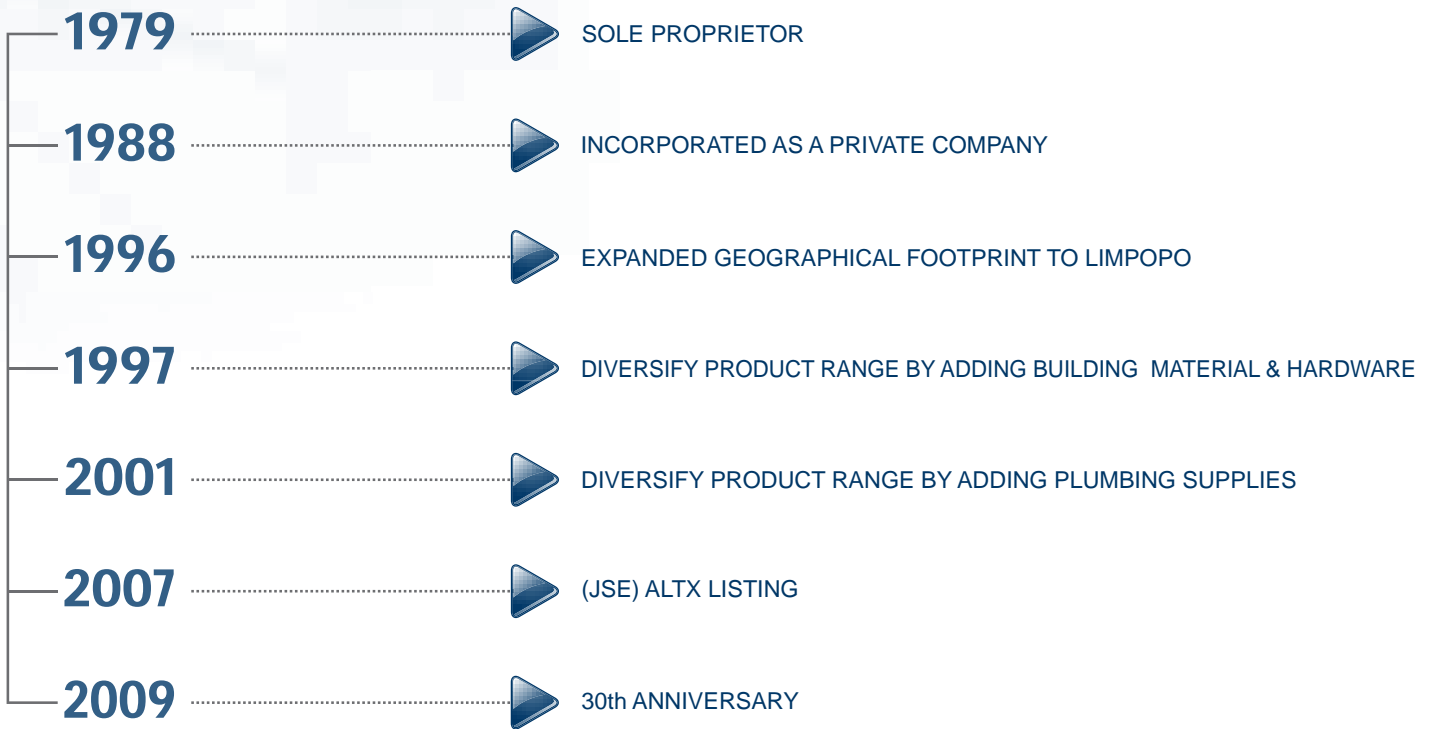 1979 SOLE PROPRIETOR
1988 INCORPORATED AS A PRIVATE COMPANY
1996 EXPANDED GEOGRAPHICAL FOOTPRINT TO LIMPOPO
1997 DIVERSIFY PRODUCT RANGE BY ADDING BUILDING MATERIAL & HARDWARE
2001 DIVERSIFY PRODUCT RANGE BY ADDING PLUMBING SUPPLIES
2007 (JSE) ALTX LISTING
2009 30th ANNIVERSARY